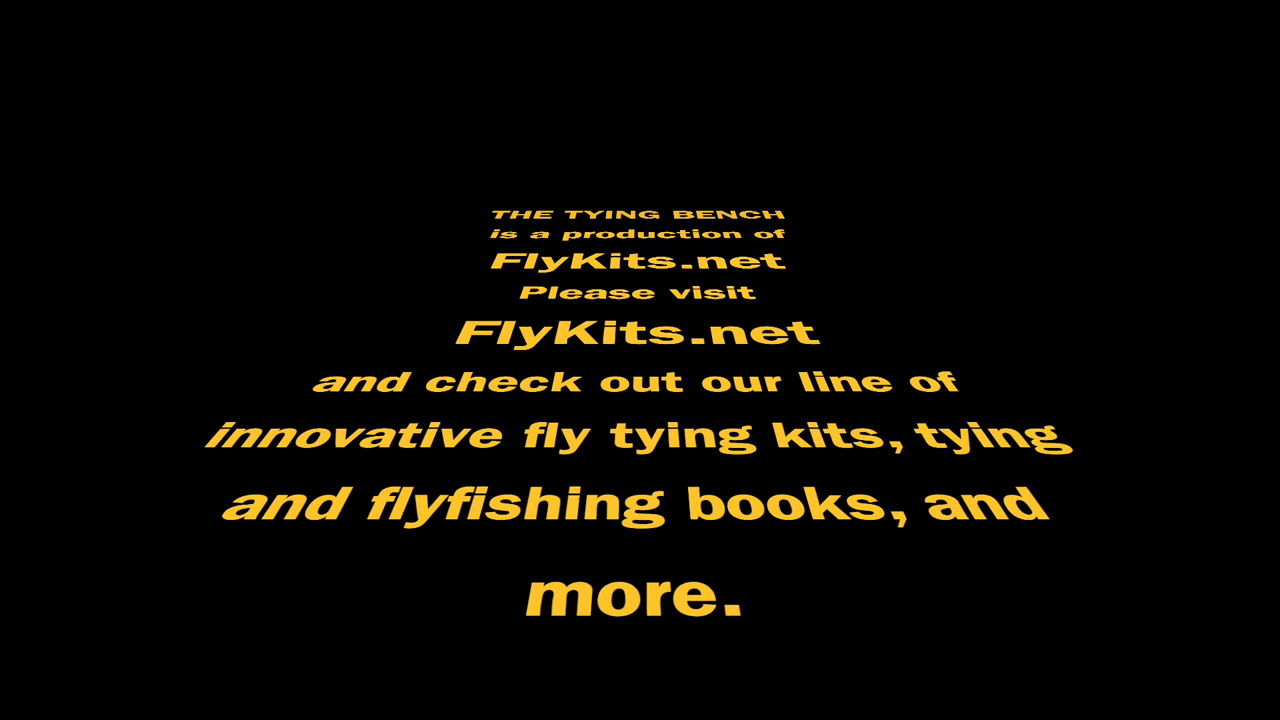 THE TYING BENCH
is a production of
FlyKits.net
Please visit
FlyKits.net
and check out our line of
innovative fly tying kits, tying
and flyfishing books, and
more.